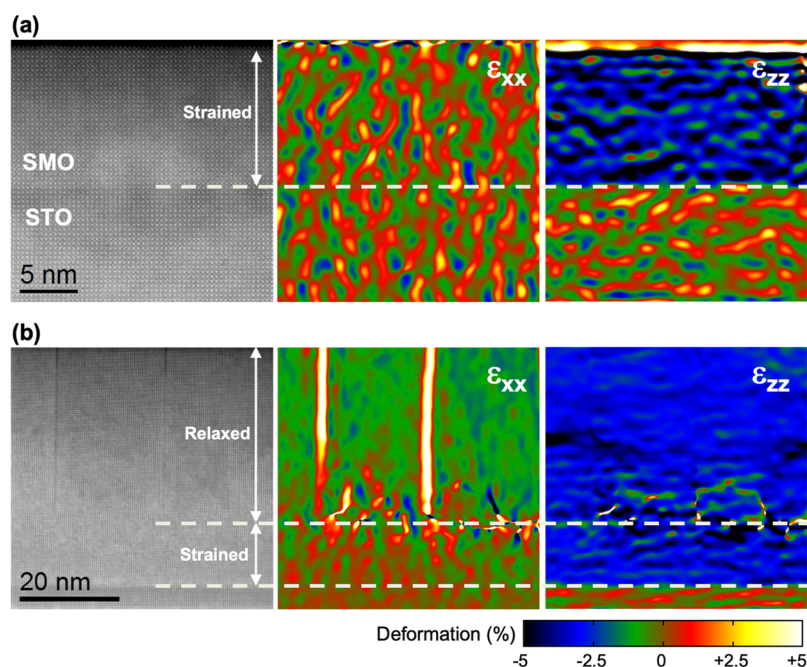 (a)
Strained
SMO
STO
5 nm
εxx
εzz
(b)
Relaxed
Strained
20 nm
εxx
εzz
Deformation (%)
-5 -2.5 0 +2.5 +5